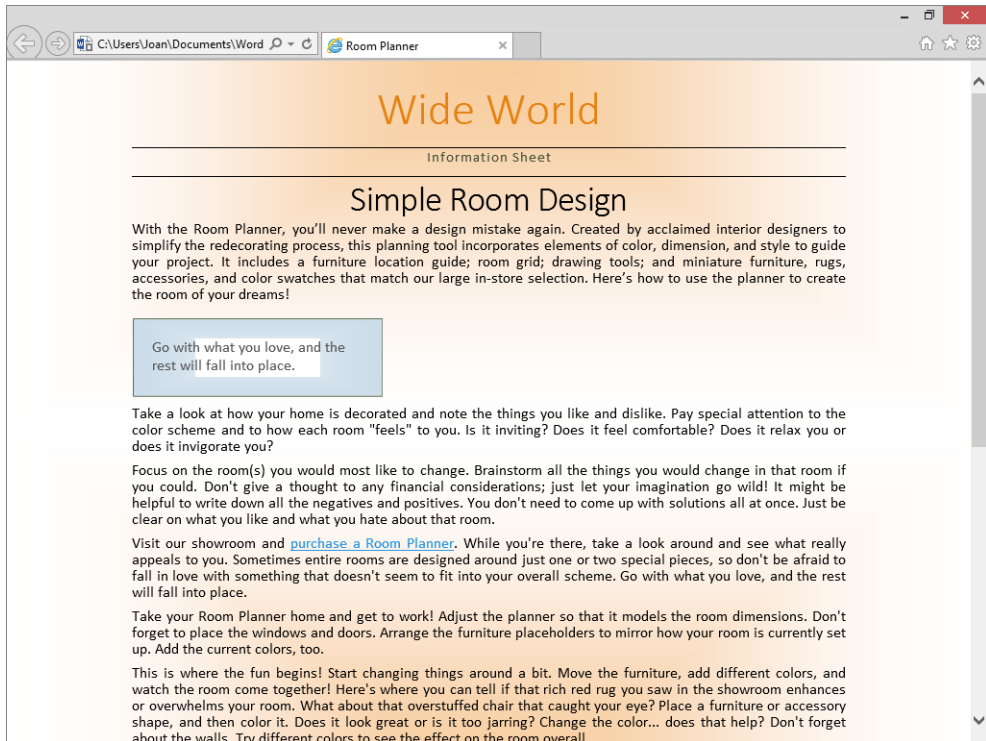 C:\Users\Joan\Documents\Word
Room Planner
Wide World
Information Sheet
Simple Room Design
With the Room Planner, you’ll never make a design mistake again. Created by acclaimed interior designers to
simplify the redecorating process, this planning tool incorporates elements of color, dimension, and style to guide
your project. It includes a furniture location guide; room grid; drawing tools; and miniature furniture, rugs,
accessories, and color swatches that match our large in-store selection. Here’s how to use the planner to create
the room of your dreams!
Go with what you love, and the
rest will fall into place.
Take a look at how your home is decorated and note the things you like and dislike. Pay special attention to the
color scheme and to how each room "feels" to you. Is it inviting? Does it feel comfortable? Does it relax you or
does it invigorate you?
Focus on the room(s) you would most like to change. Brainstorm all the things you would change in that room if
you could. Don't give a thought to any financial considerations; just let your imagination go wild! It might be
helpful to write down all the negatives and positives. You don't need to come up with solutions all at once. Just be
clear on what you like and what you hate about that room.
Visit our showroom and purchase a Room Planner. While you're there, take a look around and see what really
appeals to you. Sometimes entire rooms are designed around just one or two special pieces, so don't be afraid to
fall in love with something that doesn't seem to fit into your overall scheme. Go with what you love, and the rest
will fall into place.
Take your Room Planner home and get to work! Adjust the planner so that it models the room dimensions. Don't
forget to place the windows and doors. Arrange the furniture placeholders to mirror how your room is currently set
up. Add the current colors, too.
This is where the fun begins! Start changing things around a bit. Move the furniture, add different colors, and
watch the room come together! Here's where you can tell if that rich red rug you saw in the showroom enhances
or overwhelms your room. What about that overstuffed chair that caught your eye? Place a furniture or accessory
shape, and then color it. Does it look great or is it too jarring? Change the color... does that help? Don't forget
about the walls. Try different colors to see the effect on the room overall.